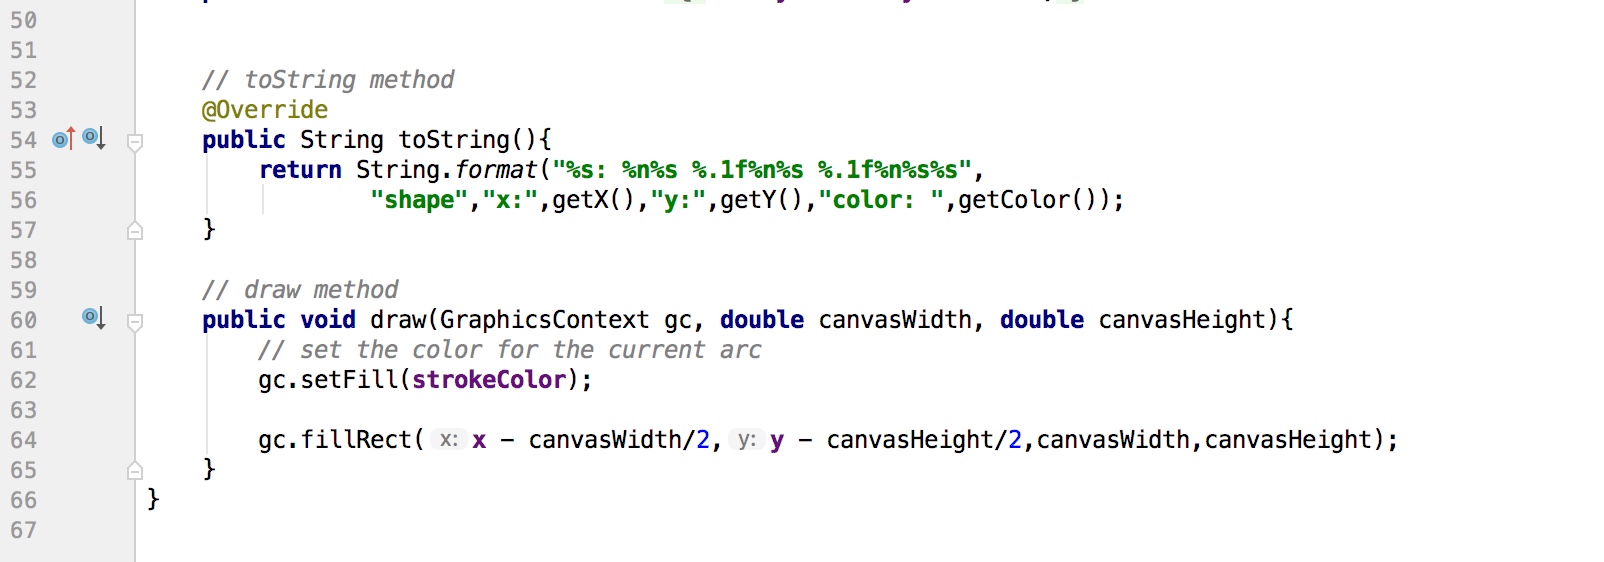 50
51
52 // toString method
53 @Override
54 public String toString(){
55 return String.format("%s: %n%s %.1f%n%s %.1f%n%s%s",
56 "shape","x:",getX(),"y:",getY(),"color: ",getColor());
57 }
58
59 // draw method
60 public void draw(GraphicsContext gc, double canvasWidth, double canvasHeight){
61 // set the color for the current arc
62 gc.setFill(strokeColor);
63
64 gc.fillRect( x: x - canvasWidth/2, y: y - canvasHeight/2,canvasWidth,canvasHeight);
65 }
66 }
67